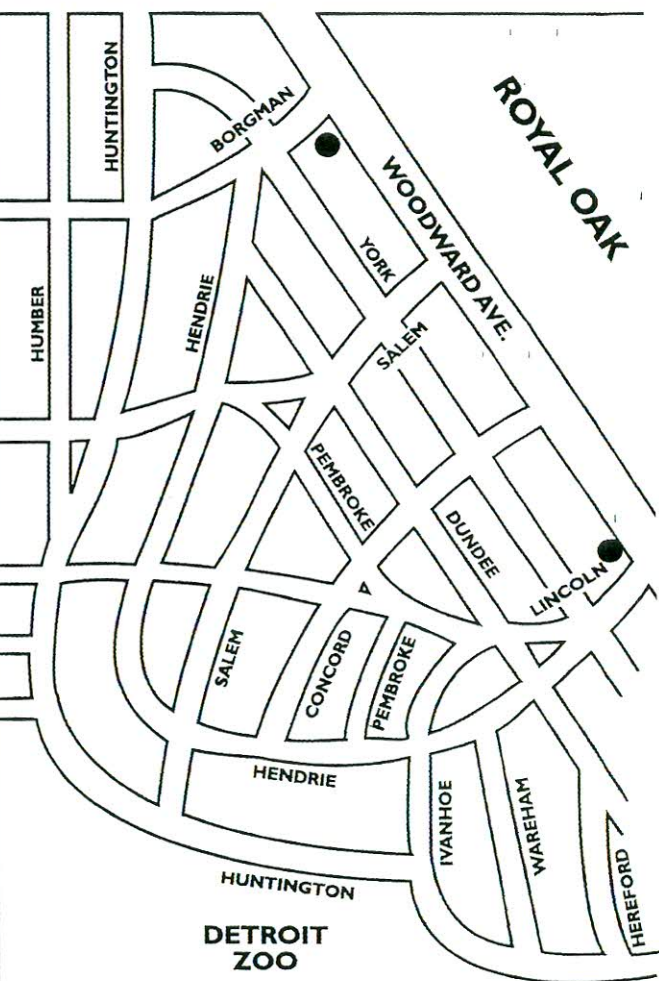 HUNTINGTON
BORGMAN
ROYAL OAK
WOODWARD AVE.
YORK
HUMBER
HENDRIE
SALEM
PEMBROKE
DUNDEE
LINCOLN
SALEM
CONCORD
PEMBROKE
HENDRIE
IVANHOE
WAREHAM
HUNTINGTON
HEREFORD
DETROIT
ZOO